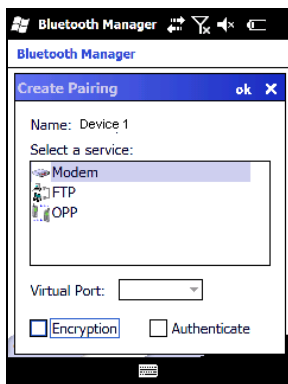 Bluetooth Manager
Bluetooth Manager
Create Pairing ok
Name: Device 1
Select a service:
Modem
FTP
OPP
Virtual Port:
Encryption Authenticate